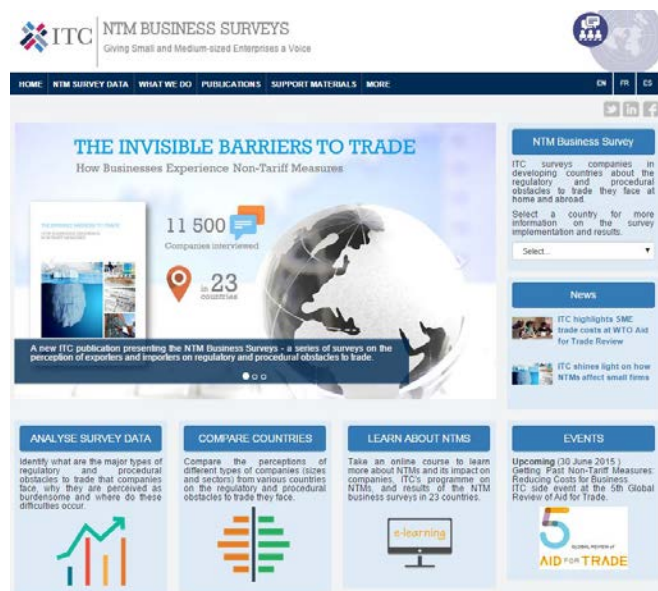 ITC
NTM BUSINESS SURVEYS
Giving Small and Medium-sized Enterprises a Voice
HOME NTM SURVEY DATA WHAT WE DO PUBLICATIONS SUPPORT MATERIALS MORE
EN FR ES
THE INVISIBLE BARRIERS TO TRADE
How Businesses Experience Non-Tariff Measures
THE INVISIBLE BARRIERS TO TRADE
11 500
Companies interviewed
in 23
countries
A new ITC publication presenting the NTM Business Surveys - a series of surveys on the
perception of exporters and importers on regulatory and procedural obstacles to trade.
NTM Business Survey
ITC surveys companies in
developing countries about the
regulatory and procedural
obstacles to trade they face at
home and abroad.
Select a country for more
information on the survey
implementation and results.
Select...
News
ITC highlights SME
trade costs at WTO Aid
for Trade Review
ITC shines light on how
NTMs affect small firms
ANALYSE SURVEY DATA
Identify what are the major types of
regulatory and procedural
obstacles to trade that companies
face, why they are perceived as
burdensome and where do these
difficulties occur.
COMPARE COUNTRIES
Compare the perceptions of
different types of companies (sizes
and sectors) from various countries
on the regulatory and procedural
obstacles to trade they face.
LEARN ABOUT NTMS
Take an online course to learn
more about NTMs and its impact on
companies, ITC's programme on
NTMs, and results of the NTM
business surveys in 23 countries.
e-learning
EVENTS
Upcoming (30 June 2015 )
Getting Past Non-Tariff Measures:
Reducing Costs for Business.
ITC side event at the 5th Global
Review of Aid for Trade.
5
GLOBAL REVIEW of
AID FOR TRADE